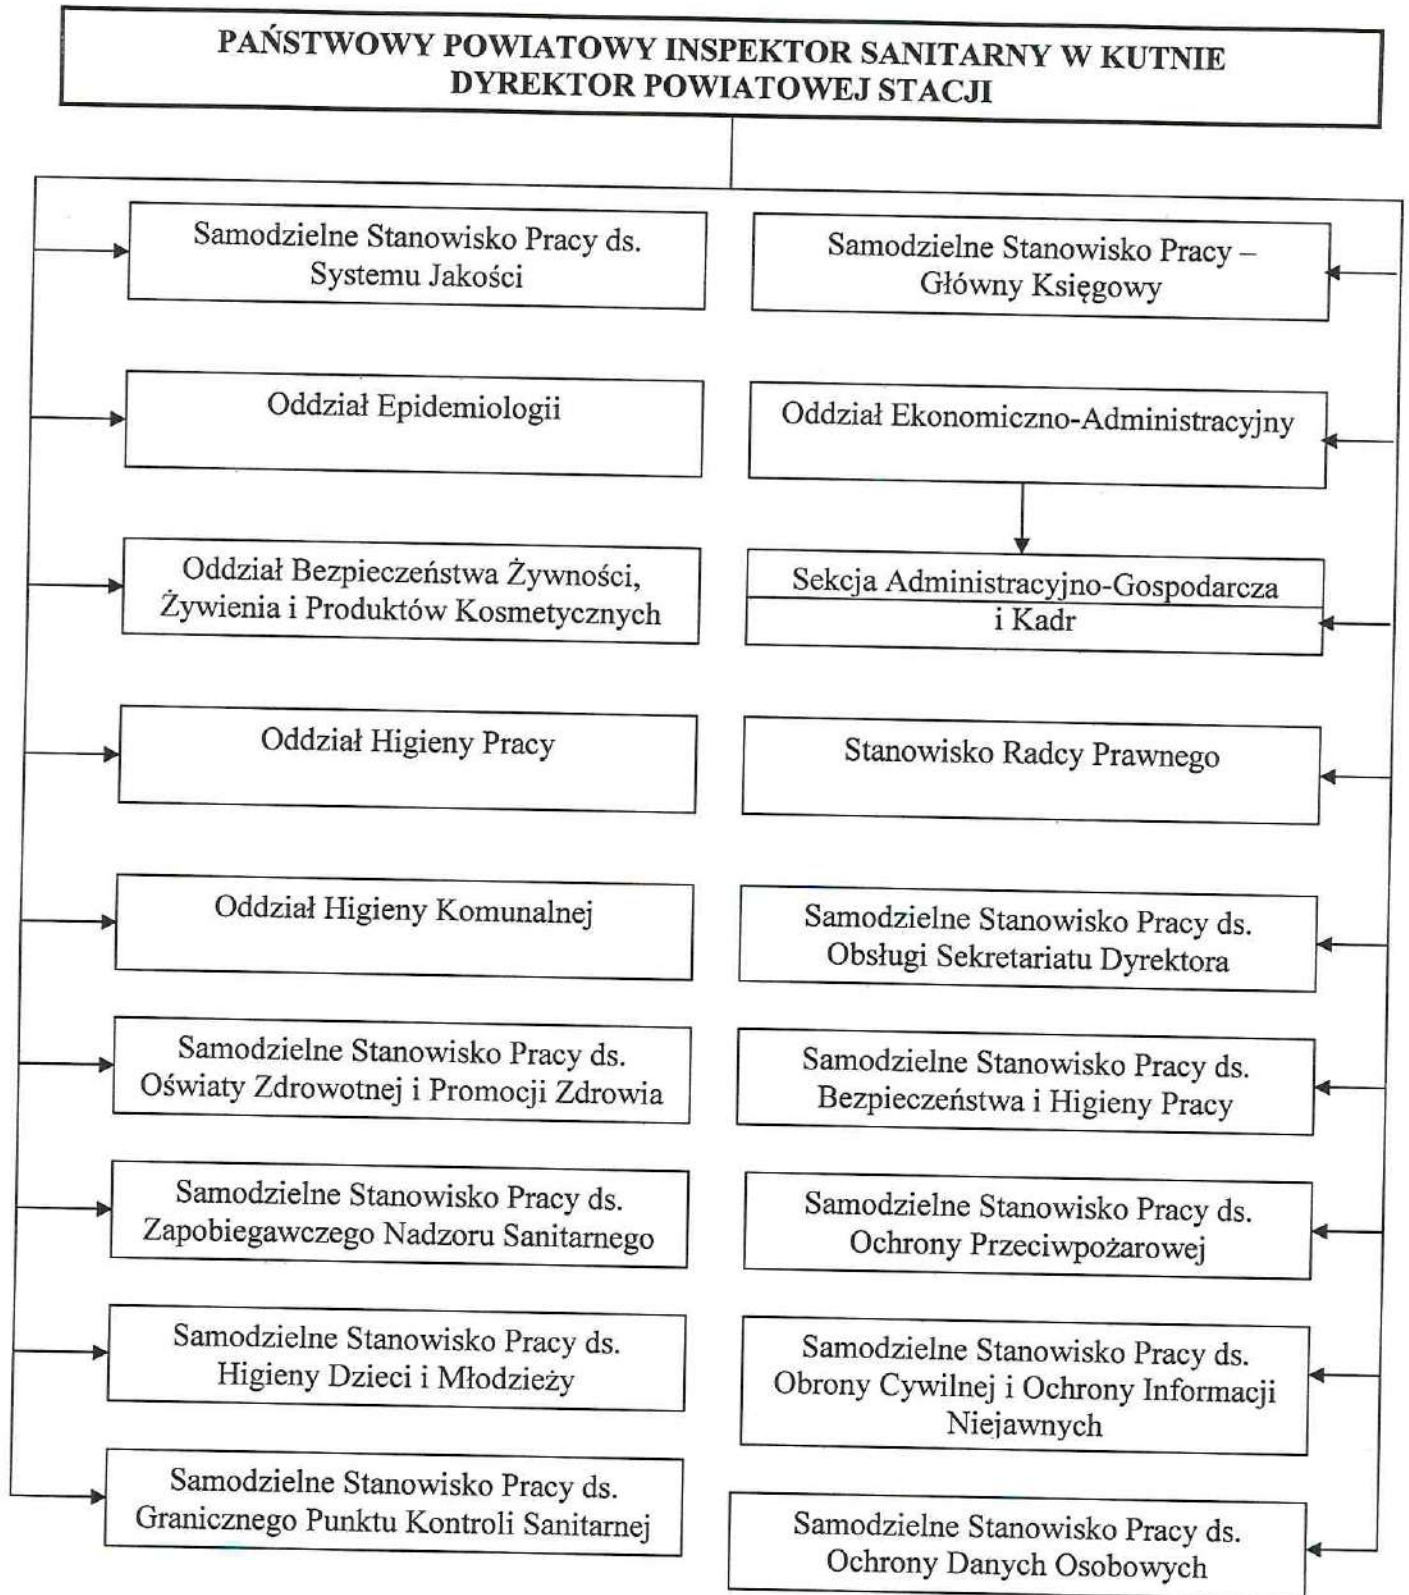 PAŃSTWOWY POWIATOWY INSPEKTOR SANITARNY W KUTNIE
DYREKTOR POWIATOWEJ STACJI
Samodzielne Stanowisko Pracy ds.
Systemu Jakości
Oddział Epidemiologii
Oddział Bezpieczeństwa Żywności,
Żywienia i Produktów Kosmetycznych
Oddział Higieny Pracy
Oddział Higieny Komunalnej
Samodzielne Stanowisko Pracy ds.
Oświaty Zdrowotnej i Promocji Zdrowia
Samodzielne Stanowisko Pracy ds.
Zapobiegawczego Nadzoru Sanitarnego
Samodzielne Stanowisko Pracy ds.
Higieny Dzieci i Młodzieży
Samodzielne Stanowisko Pracy ds.
Granicznego Punktu Kontroli Sanitarnej
Samodzielne Stanowisko Pracy –
Główny Księgowy
Oddział Ekonomiczno-Administracyjny
Sekcja Administracyjno-Gospodarcza
i Kadr
Stanowisko Radcy Prawnego
Samodzielne Stanowisko Pracy ds.
Obsługi Sekretariatu Dyrektora
Samodzielne Stanowisko Pracy ds.
Bezpieczeństwa i Higieny Pracy
Samodzielne Stanowisko Pracy ds.
Ochrony Przeciwpożarowej
Samodzielne Stanowisko Pracy ds.
Obrony Cywilnej i Ochrony Informacji
Niejawnych
Samodzielne Stanowisko Pracy ds.
Ochrony Danych Osobowych